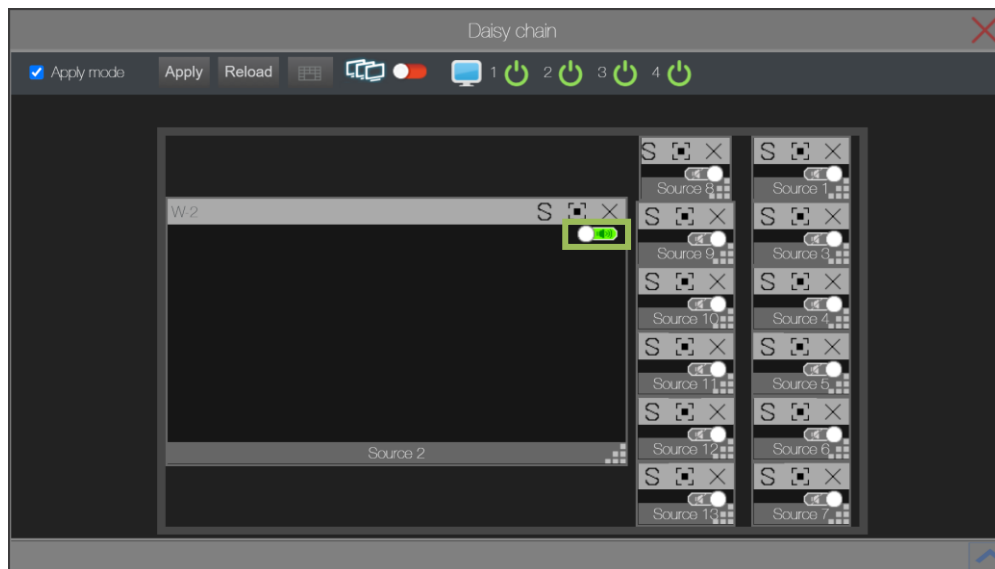 Daisy chain
Apply mode Apply Reload 1 2 3 4
S S
Source 8 Source 1
W-2 S S S
Source 9 Source 3
S S
Source 10 Source 4
S S
Source 11 Source 5
S S
Source 2 Source 12 Source 6
S S
Source 13 Source 7